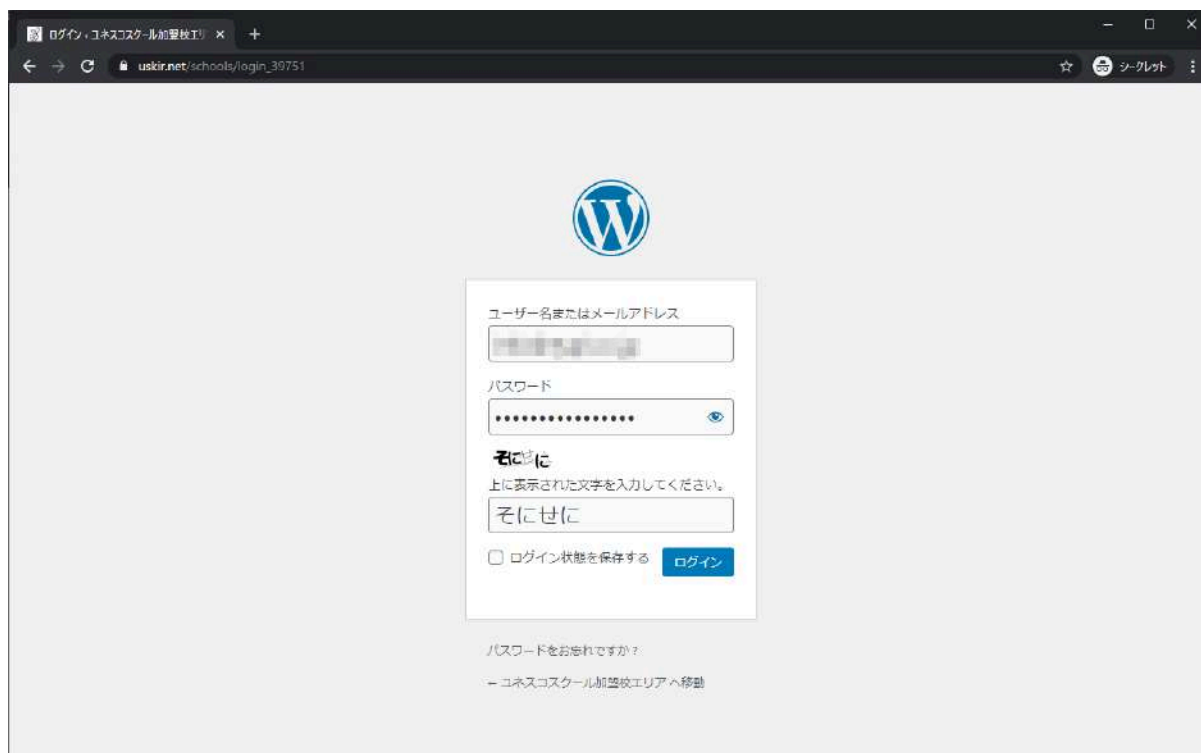 ログイン ‹ ユネスコスクール加盟校エリ
uskir.net/schools/login_39751
シークレット
ユーザー名またはメールアドレス
パスワード
••••••••••••••••
そにせに
上に表示された文字を入力してください。
そにせに
ログイン状態を保存する
ログイン
パスワードをお忘れですか ?
← ユネスコスクール加盟校エリア へ移動